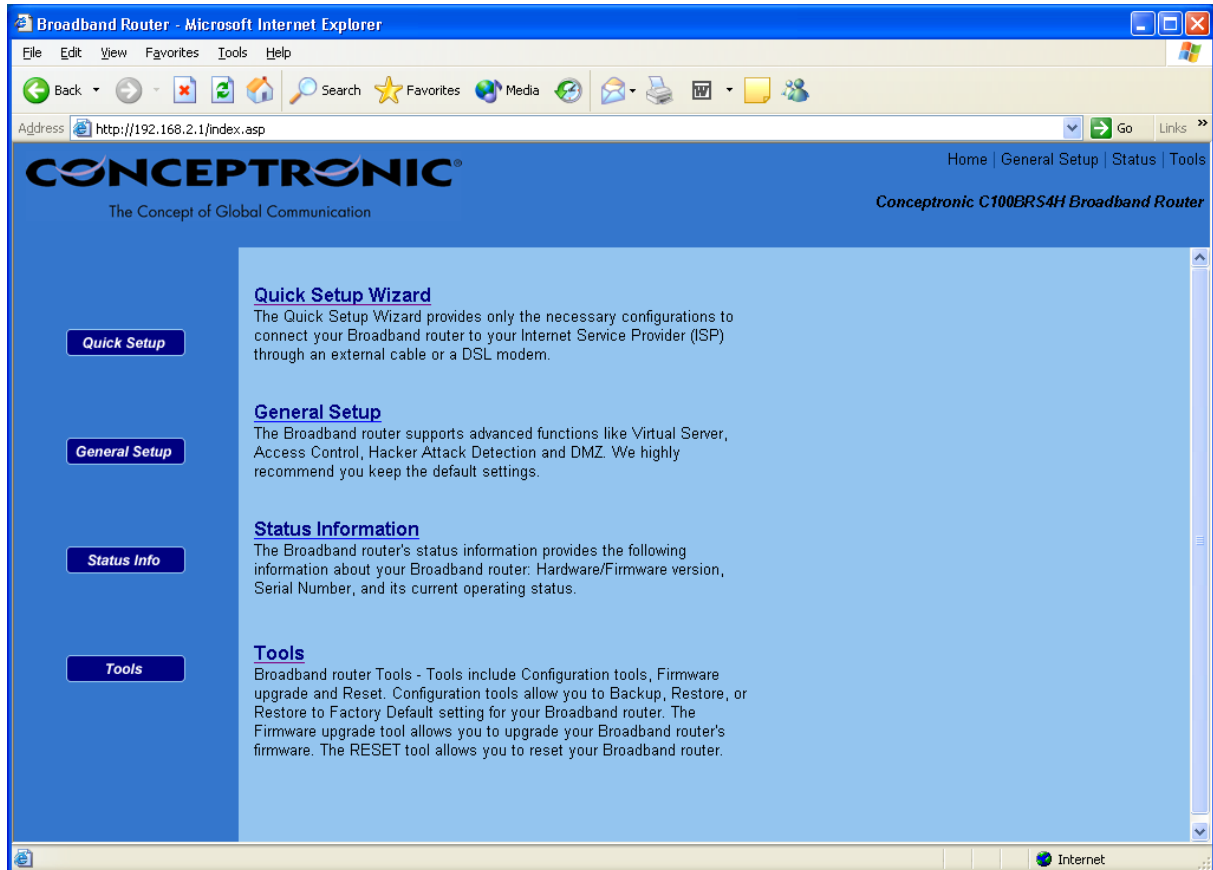 Broadband Router - Microsoft Internet Explorer
File Edit View Favorites Tools Help
Back Search Favorites Media
Address http://192.168.2.1/index.asp Go Links »
CONCEPTRONIC®
The Concept of Global Communication
Home | General Setup | Status | Tools
Conceptronic C100BRS4H Broadband Router
Quick Setup
General Setup
Status Info
Tools
Quick Setup Wizard
The Quick Setup Wizard provides only the necessary configurations to
connect your Broadband router to your Internet Service Provider (ISP)
through an external cable or a DSL modem.
General Setup
The Broadband router supports advanced functions like Virtual Server,
Access Control, Hacker Attack Detection and DMZ. We highly
recommend you keep the default settings.
Status Information
The Broadband router's status information provides the following
information about your Broadband router: Hardware/Firmware version,
Serial Number, and its current operating status.
Tools
Broadband router Tools - Tools include Configuration tools, Firmware
upgrade and Reset. Configuration tools allow you to Backup, Restore, or
Restore to Factory Default setting for your Broadband router. The
Firmware upgrade tool allows you to upgrade your Broadband router's
firmware. The RESET tool allows you to reset your Broadband router.
Internet